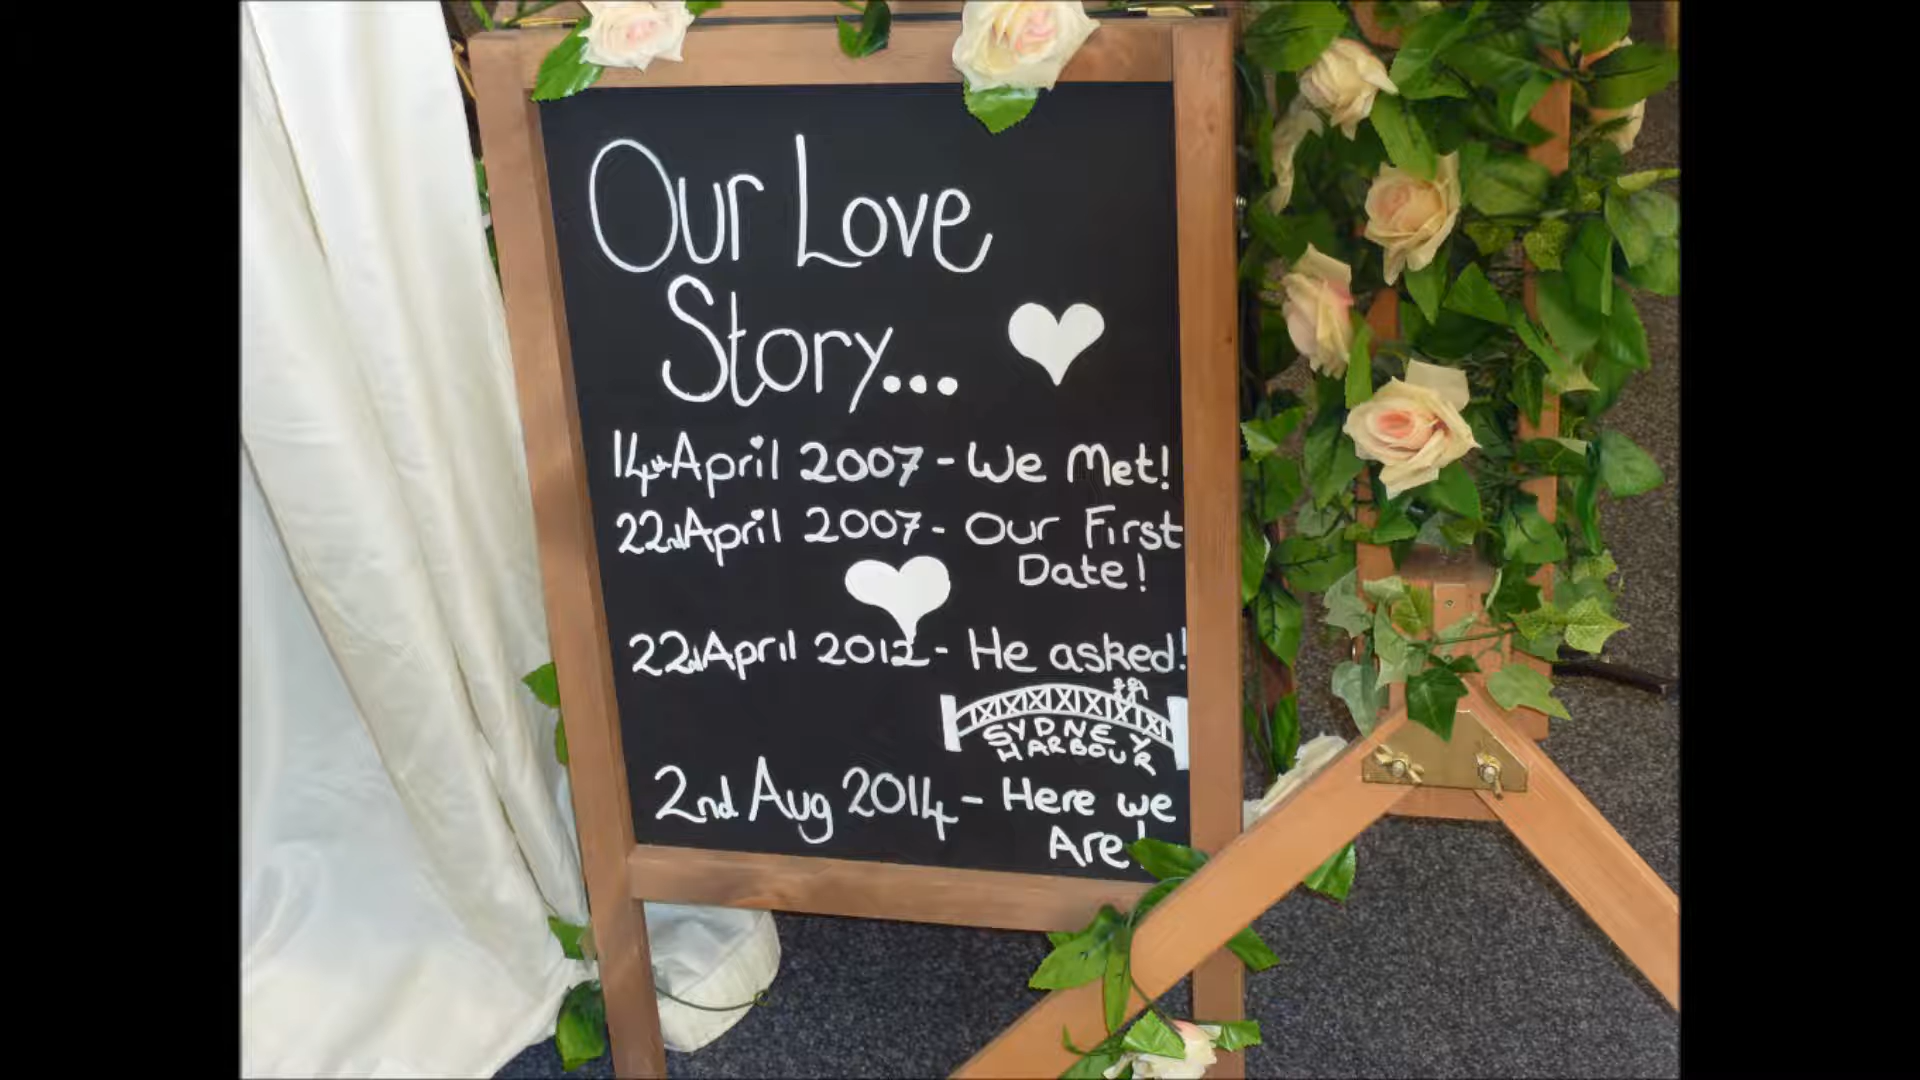 Our Love
Story...
14th April 2007 - We Met!
22nd April 2007 - Our First
Date!
22nd April 2012 - He asked!
SYDNEY
HARBOUR
2nd Aug 2014 - Here we
Are!